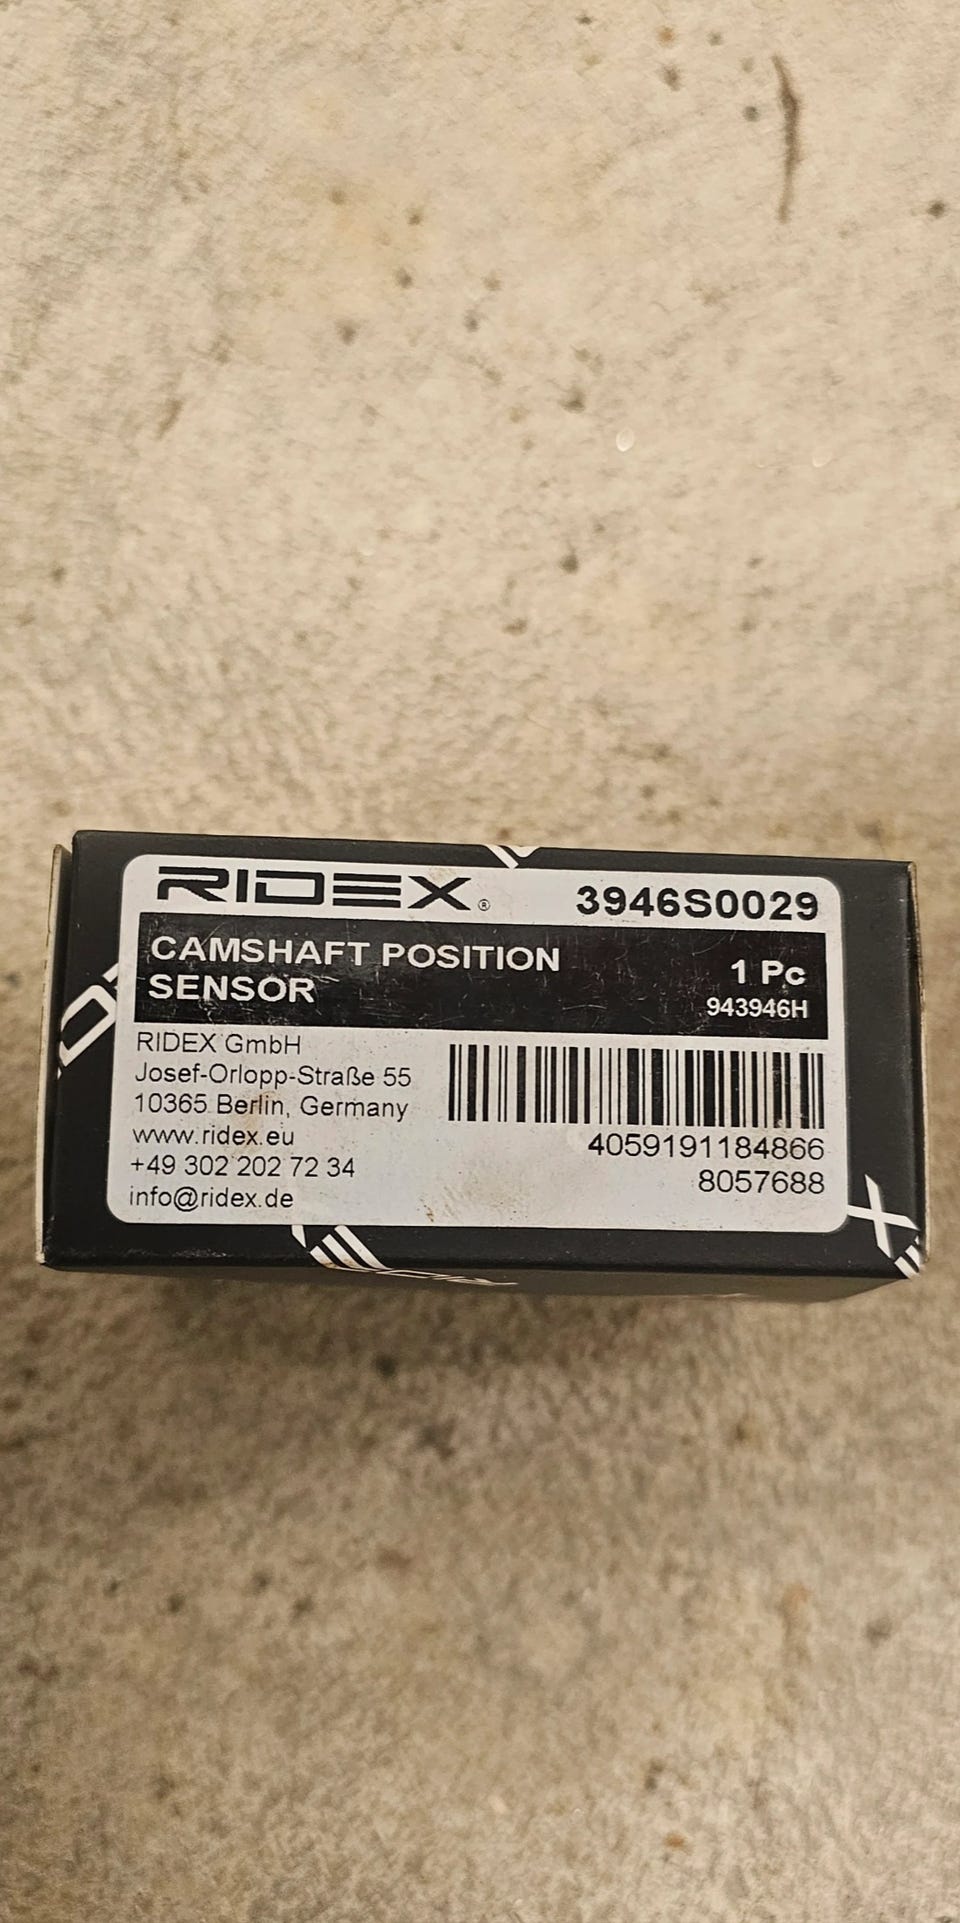 RIDEX ® 3946S0029
CAMSHAFT POSITION
SENSOR
1 Pc
943946H
RIDEX GmbH
Josef-Orlopp-Straße 55
10365 Berlin, Germany
www.ridex.eu
+49 302 202 72 34
info@ridex.de
4059191184866
8057688